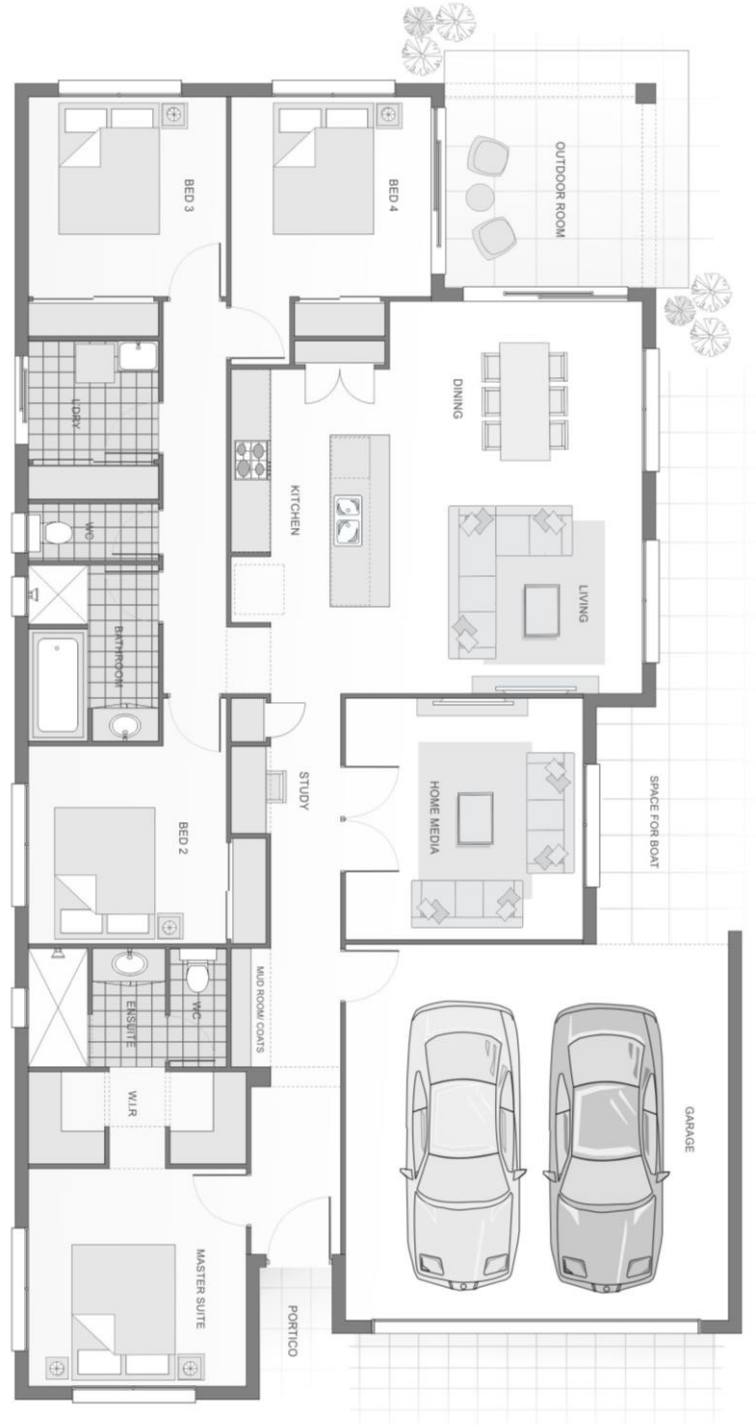 OUTDOOR ROOM
BED 3
BED 4
DINING
L'DRY
KITCHEN
WC
LIVING
BATHROOM
STUDY
HOME MEDIA
SPACE FOR BOAT
BED 2
MUD ROOM/ COATS
WC
ENSUITE
W.I.R
GARAGE
MASTER SUITE
PORTICO